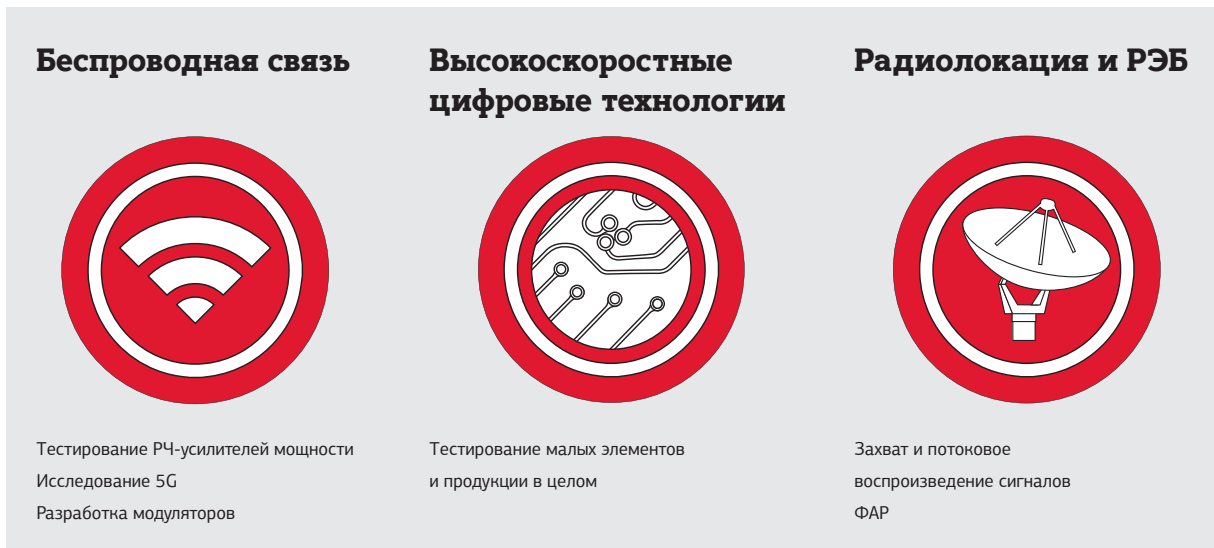 Беспроводная связь
Высокоскоростные
цифровые технологии
Радиолокация и РЭБ
Тестирование РЧ-усилителей мощности
Исследование 5G
Разработка модуляторов
Тестирование малых элементов
и продукции в целом
Захват и потоковое
воспроизведение сигналов
ФАР